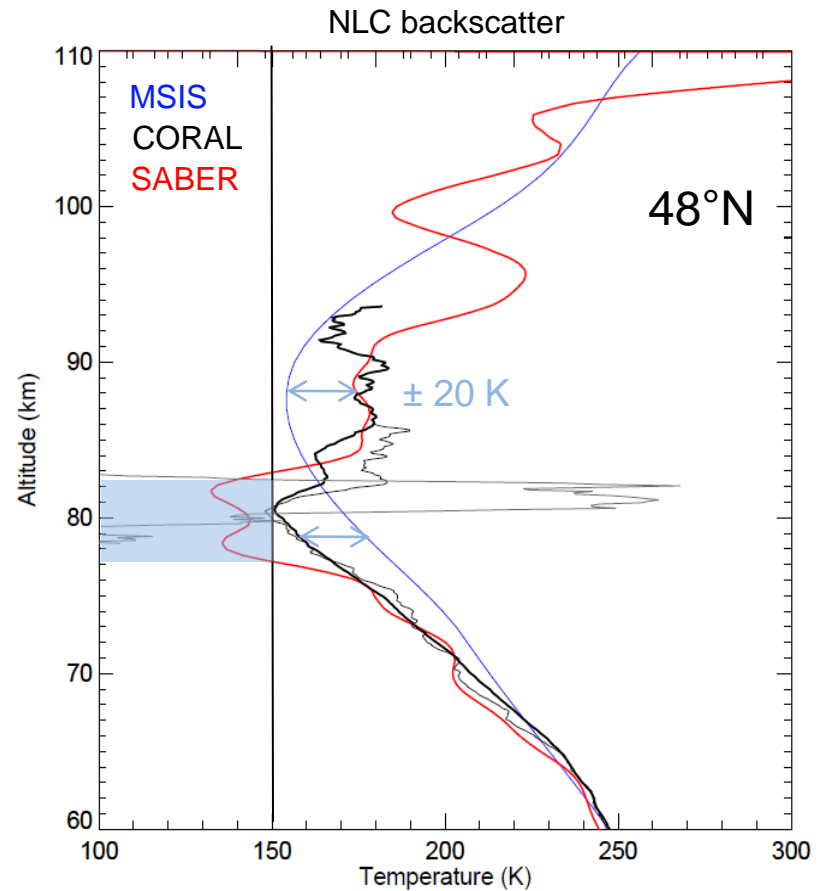 NLC backscatter
MSIS
CORAL
SABER
48°N
± 20 K
110
100
90
80
70
60
Altitude (km)
100 150 200 250 300
Temperature (K)